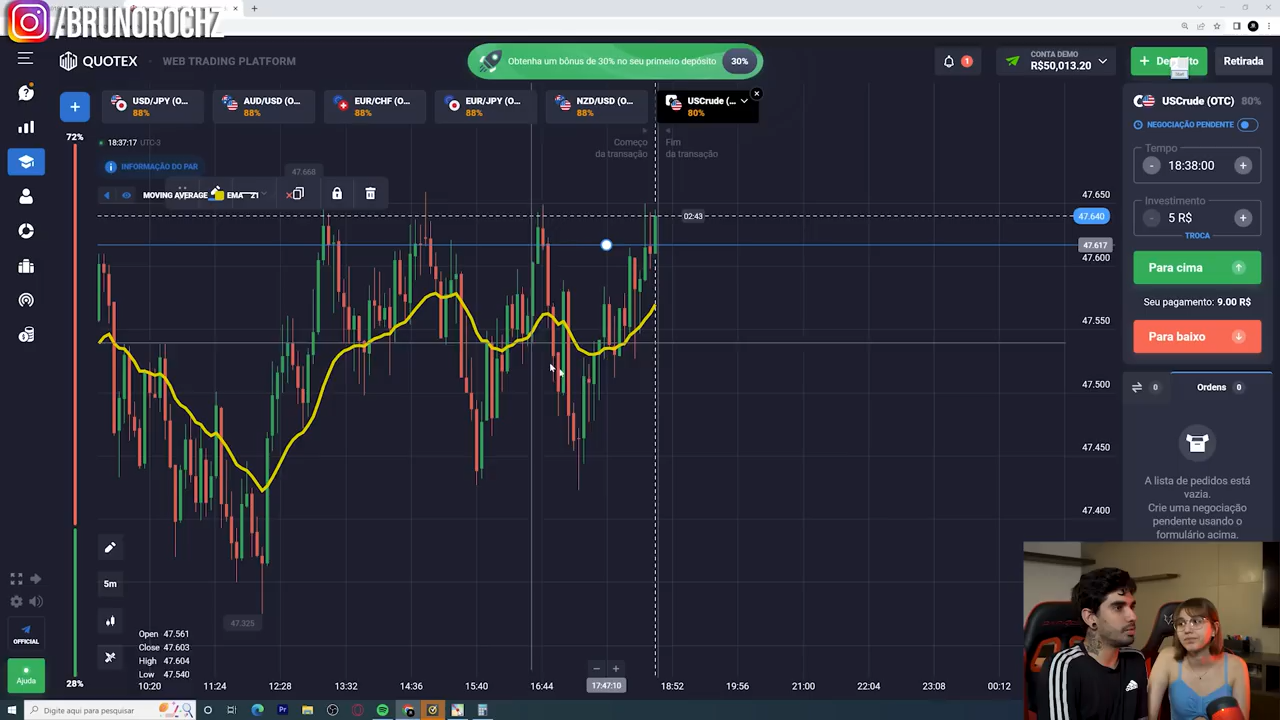 /BRUNOROCHZ
QUOTEX
WEB TRADING PLATFORM
Obtenha um bônus de 30% no seu primeiro depósito
30%
1
CONTA DEMO
R$50,013.20
Retirada
USD/JPY (O...
88%
AUD/USD (O...
88%
EUR/CHF (O...
88%
EUR/JPY (O...
88%
NZD/USD (O...
88%
USCrude (...
80%
USCrude (OTC)
80%
NEGOCIAÇÃO PENDENTE
72%
18:37:17 UTC-3
Começo
da transação
Fim
da transação
INFORMAÇÃO DO PAR
47.668
MOVING AVERAGE
EMA
21
02:43
47.650
47.640
47.617
47.600
47.550
47.500
47.450
47.400
Tempo
- 18:38:00 +
Investimento
- 5 R$ +
TROCA
Para cima
Seu pagamento: 9.00 R$
Para baixo
0
Ordens 0
A lista de pedidos está
vazia.
Crie uma negociação
pendente usando o
formulário acima.
5m
47.325
Open 47.561
Close 47.603
High 47.604
Low 47.540
OFFICIAL
Ajuda
28%
10:20
11:24
12:28
13:32
14:36
15:40
16:44
17:47:10
18:52
19:56
21:00
22:04
23:08
00:12
Digite aqui para pesquisar